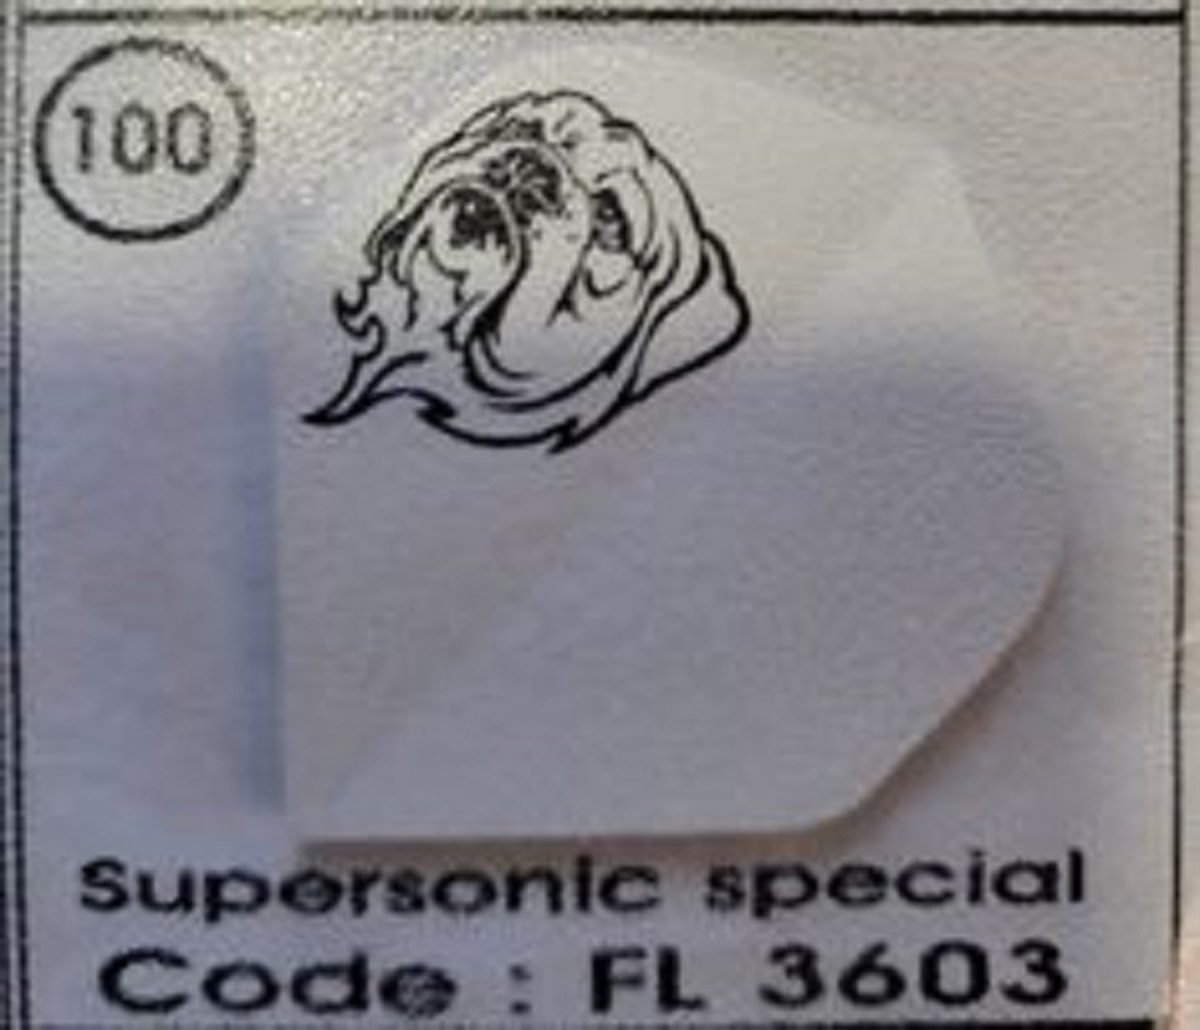 100
Supersonic special
Code : FL 3603